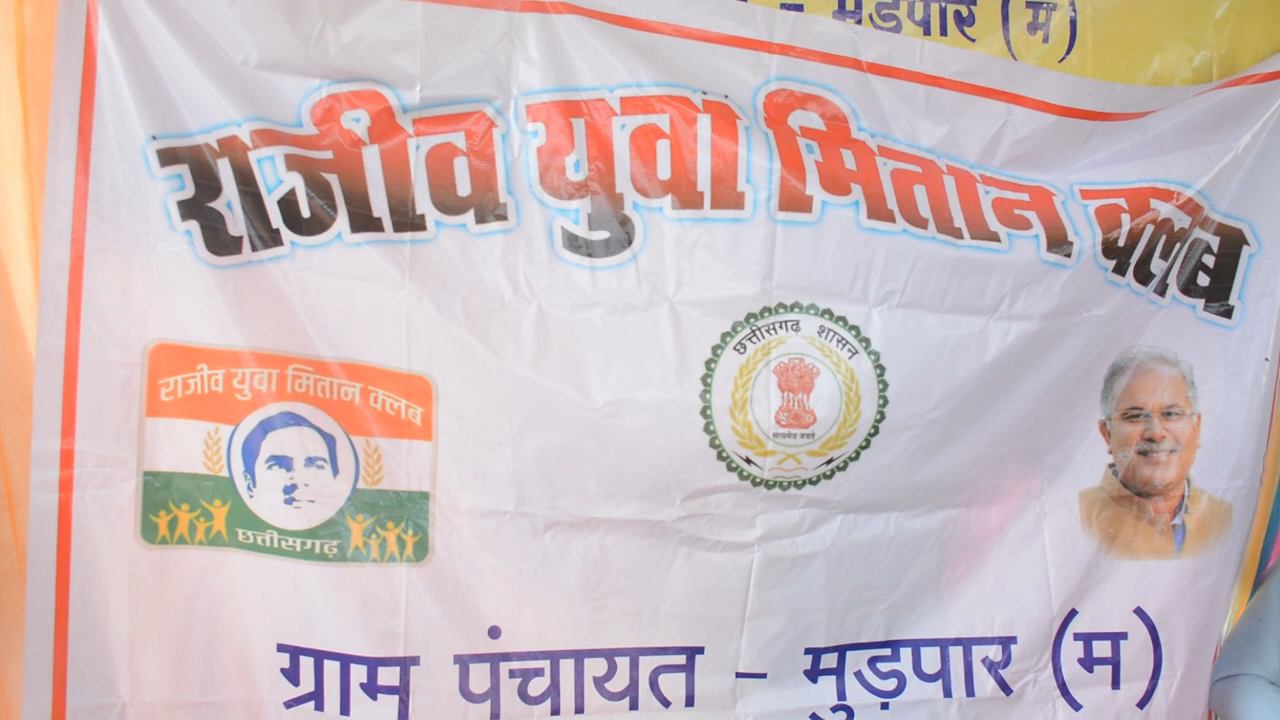 - मुड़पार (म)
राजीव युवा मितान क्लब
राजीव युवा मितान क्लब
छत्तीसगढ़
छत्तीसगढ़ शासन
सत्यमेव जयते
ग्राम पंचायत - मुड़पार (म)